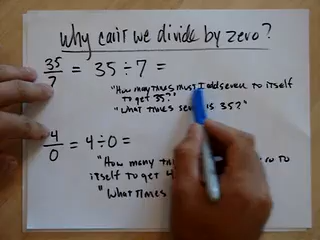 Why can't we divide by zero?
35/7 = 35 ÷ 7 =
"How many times must I add seven to itself
to get 35?"
"What times is 35?"
4/0 = 4 ÷ 0 =
"How many to
itself to get 4
"What times